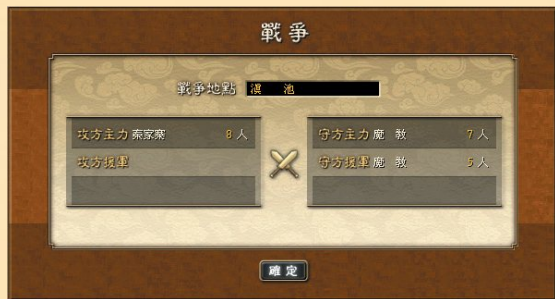 戰爭
戰爭地點 滇 池
攻方主力 秦家寨 8 人
攻方援軍
守方主力 魔 教 7 人
守方援軍 魔 教 5 人
確定